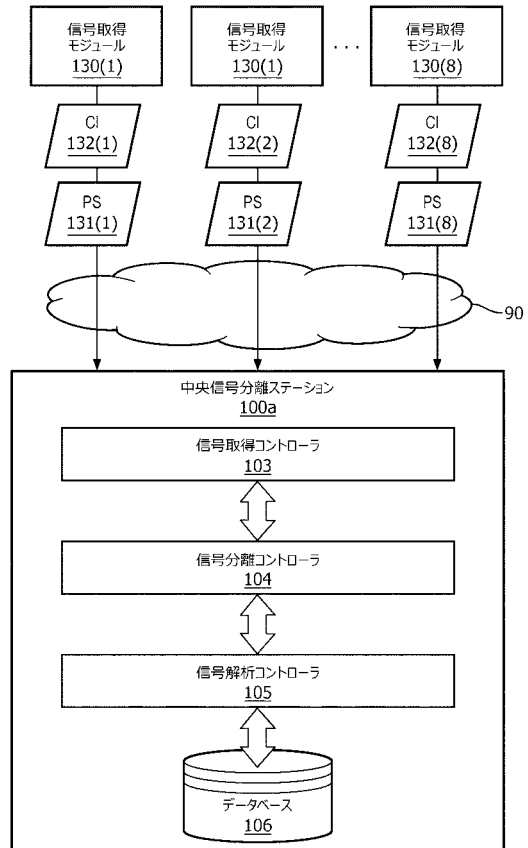 信号取得
モジュール
130(1)
信号取得
モジュール
130(1)
. . .
信号取得
モジュール
130(8)
CI
132(1)
CI
132(2)
CI
132(8)
PS
131(1)
PS
131(2)
PS
131(8)
90
中央信号分離ステーション
100a
信号取得コントローラ
103
信号分離コントローラ
104
信号解析コントローラ
105
データベース
106